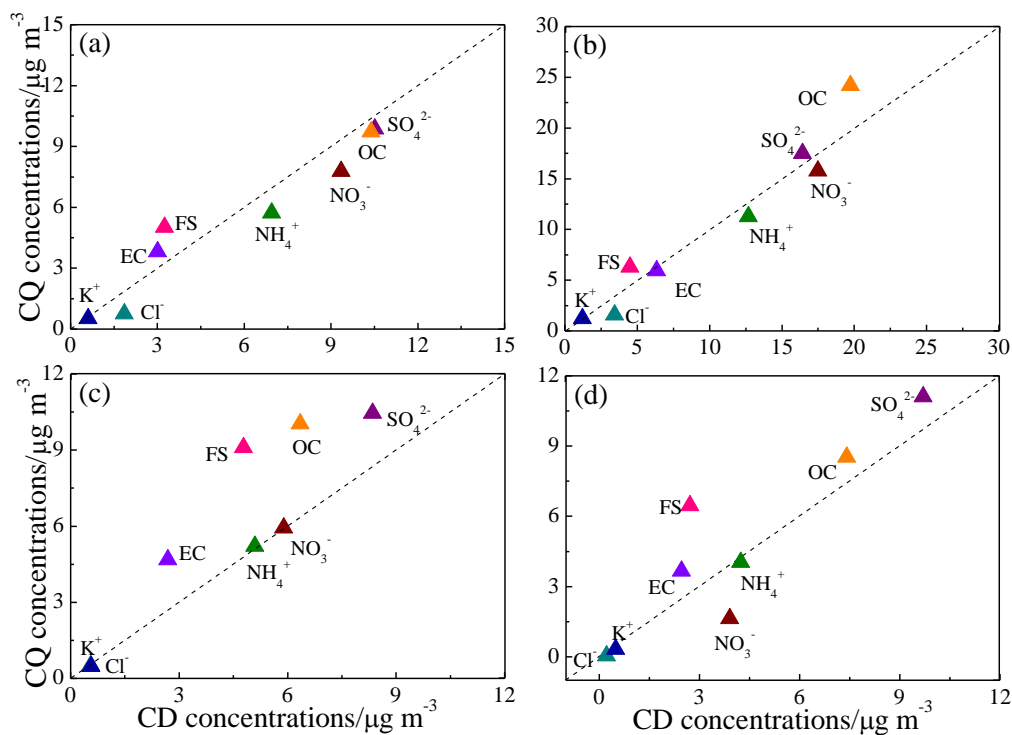 CQ concentrations/μg m⁻³
(a)
15
12
9
6
3
0
SO₄²⁻
OC
NO₃⁻
NH₄⁺
FS
EC
K⁺
Cl⁻
0 3 6 9 12 15
(b)
30
25
20
15
10
5
0
OC
SO₄²⁻
NO₃⁻
NH₄⁺
FS
EC
K⁺
Cl⁻
0 5 10 15 20 25 30
CQ concentrations/μg m⁻³
(c)
12
9
6
3
0
SO₄²⁻
OC
FS
EC
NO₃⁻
NH₄⁺
K⁺
Cl⁻
0 3 6 9 12
CD concentrations/μg m⁻³
(d)
12
9
6
3
0
SO₄²⁻
OC
FS
EC
NH₄⁺
NO₃⁻
K⁺
Cl⁻
0 3 6 9 12
CD concentrations/μg m⁻³